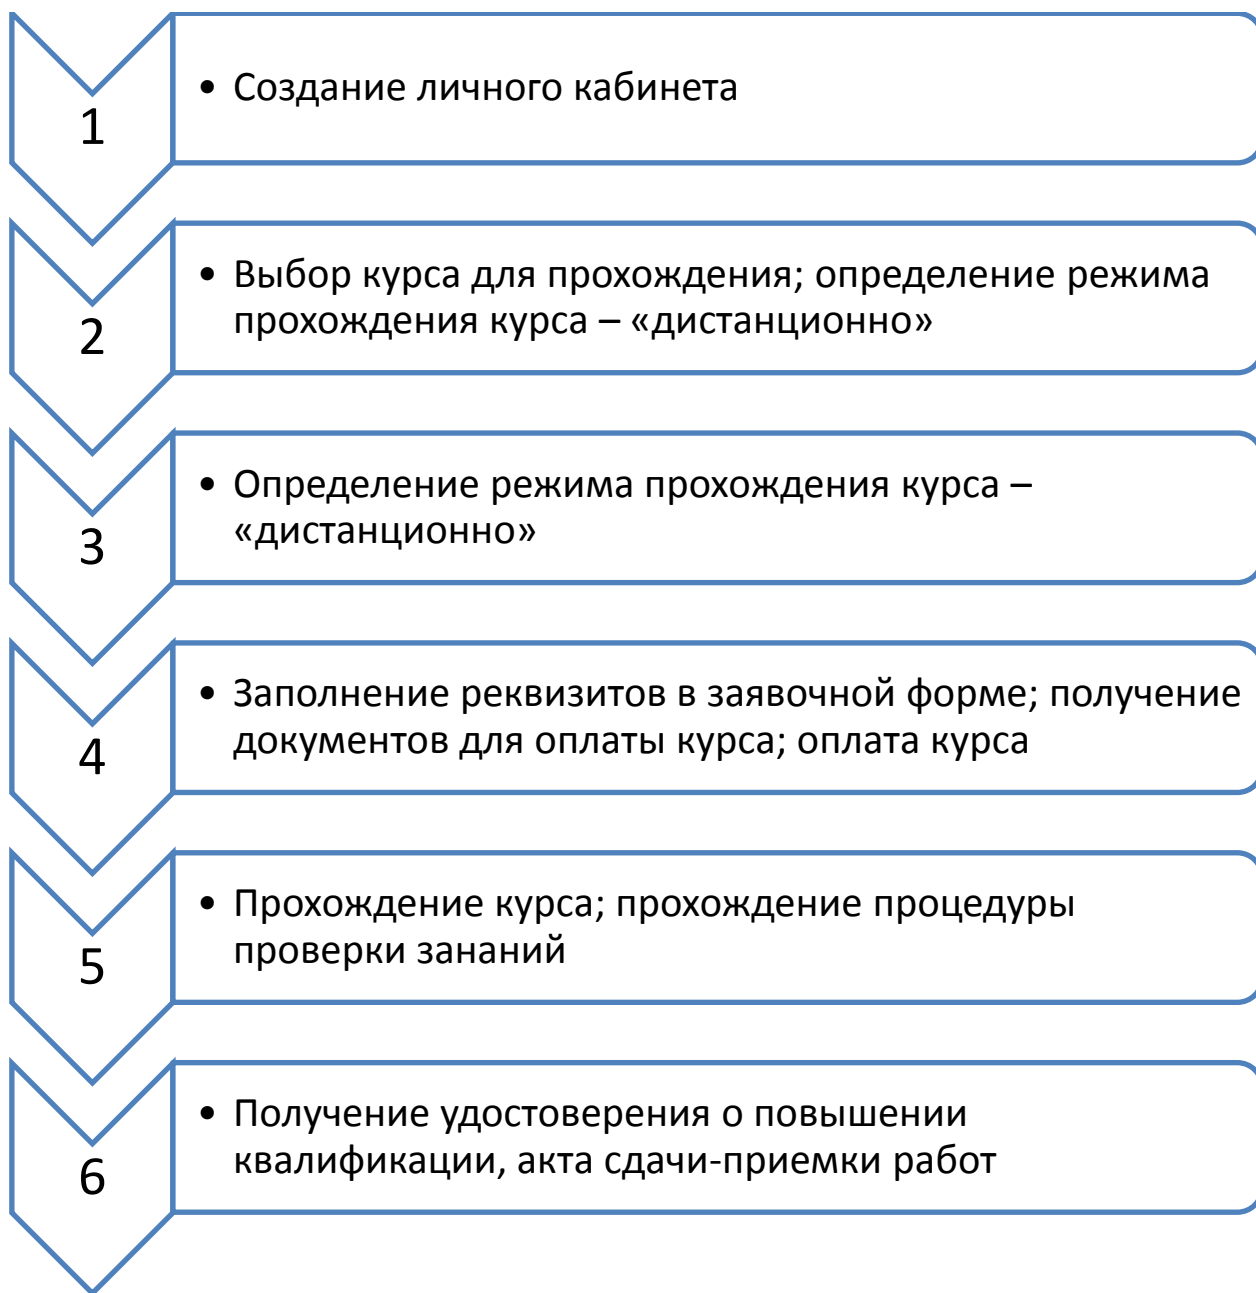 1
• Создание личного кабинета
2
• Выбор курса для прохождения; определение режима
прохождения курса – «дистанционно»
3
• Определение режима прохождения курса –
«дистанционно»
4
• Заполнение реквизитов в заявочной форме; получение
документов для оплаты курса; оплата курса
5
• Прохождение курса; прохождение процедуры
проверки зананий
6
• Получение удостоверения о повышении
квалификации, акта сдачи-приемки работ